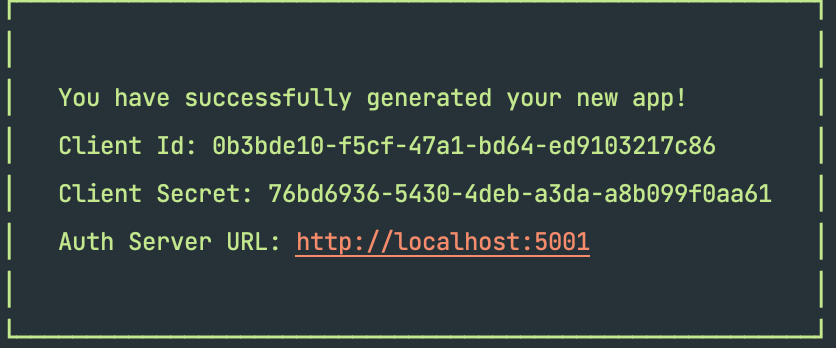 You have successfully generated your new app!
Client Id: 0b3bde10-f5cf-47a1-bd64-ed9103217c86
Client Secret: 76bd6936-5430-4deb-a3da-a8b099f0aa61
Auth Server URL: http://localhost:5001